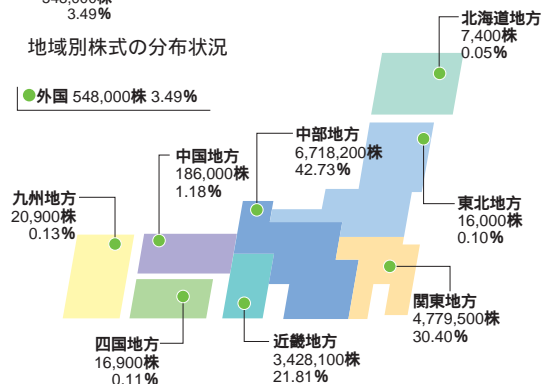 3.49%
地域別株式の分布状況
外国 548,000株 3.49%
北海道地方
7,400株
0.05%
中部地方
6,718,200株
42.73%
中国地方
186,000株
1.18%
九州地方
20,900株
0.13%
東北地方
16,000株
0.10%
関東地方
4,779,500株
30.40%
近畿地方
3,428,100株
21.81%
四国地方
16,900株
0.11%